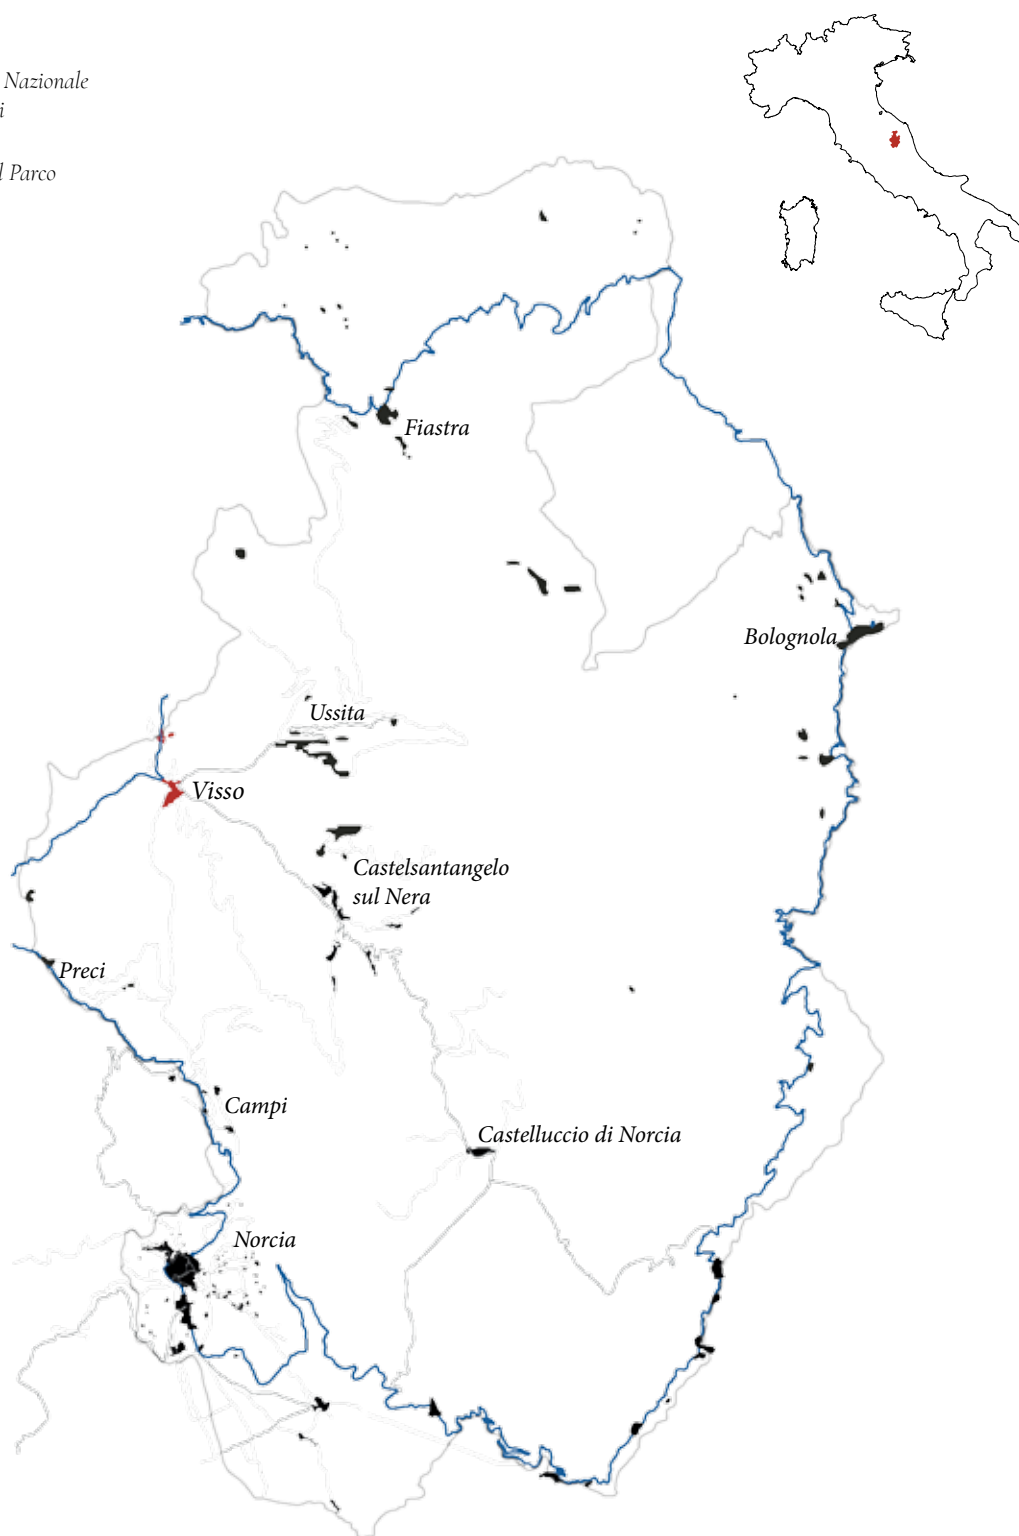 Nazionale
i
l Parco
Fiastra
Bolognola
Ussita
Visso
Castelsantangelo
sul Nera
Preci
Campi
Castelluccio di Norcia
Norcia